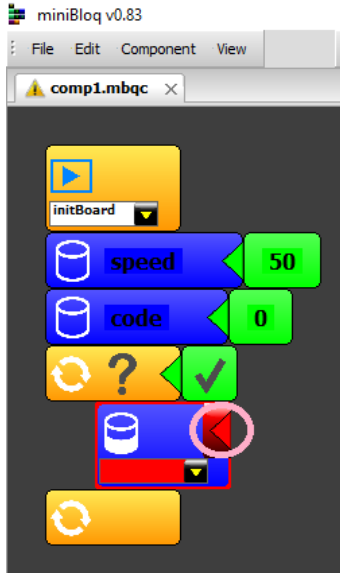 miniBloq v0.83
File Edit Component View
comp1.mbqc
initBoard
speed 50
code 0
?